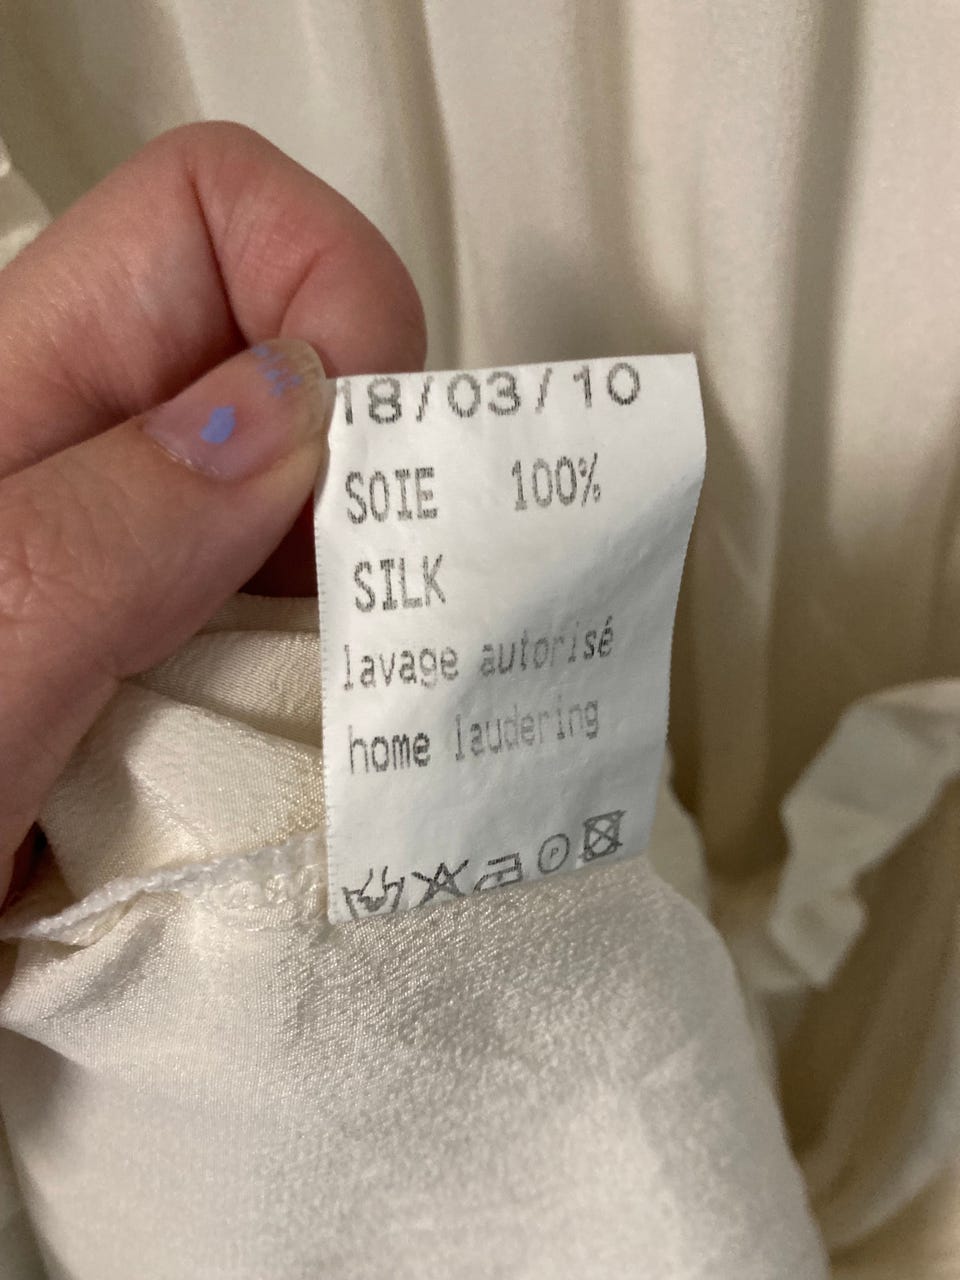 18/03/10
SOIE 100%
SILK
lavage autorisé
home laudering
P